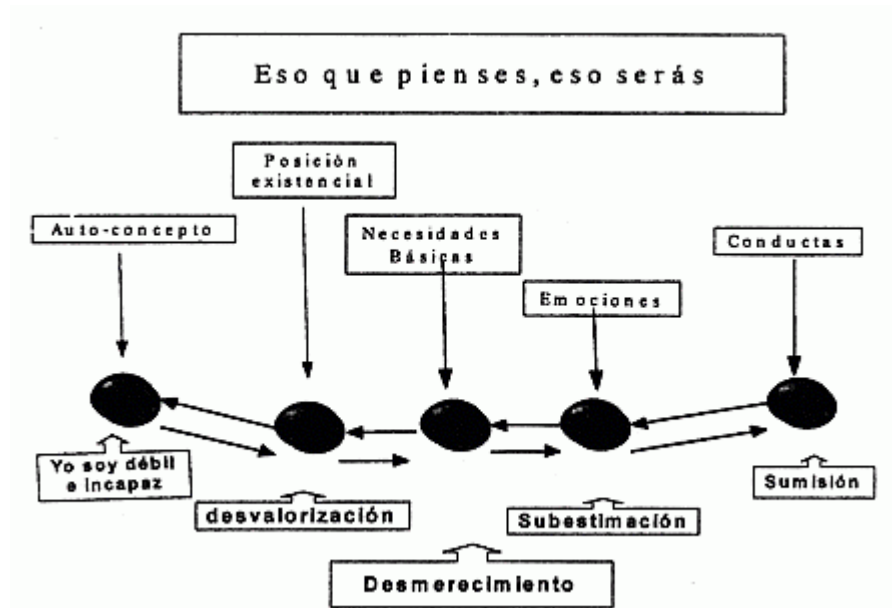 Eso que pienses, eso serás
Posición
existencial
Auto-concepto
Necesidades
Básicas
Conductas
Emociones
Yo soy débil
e incapaz
desvalorización
Subestimación
Sumisión
Desmerecimiento